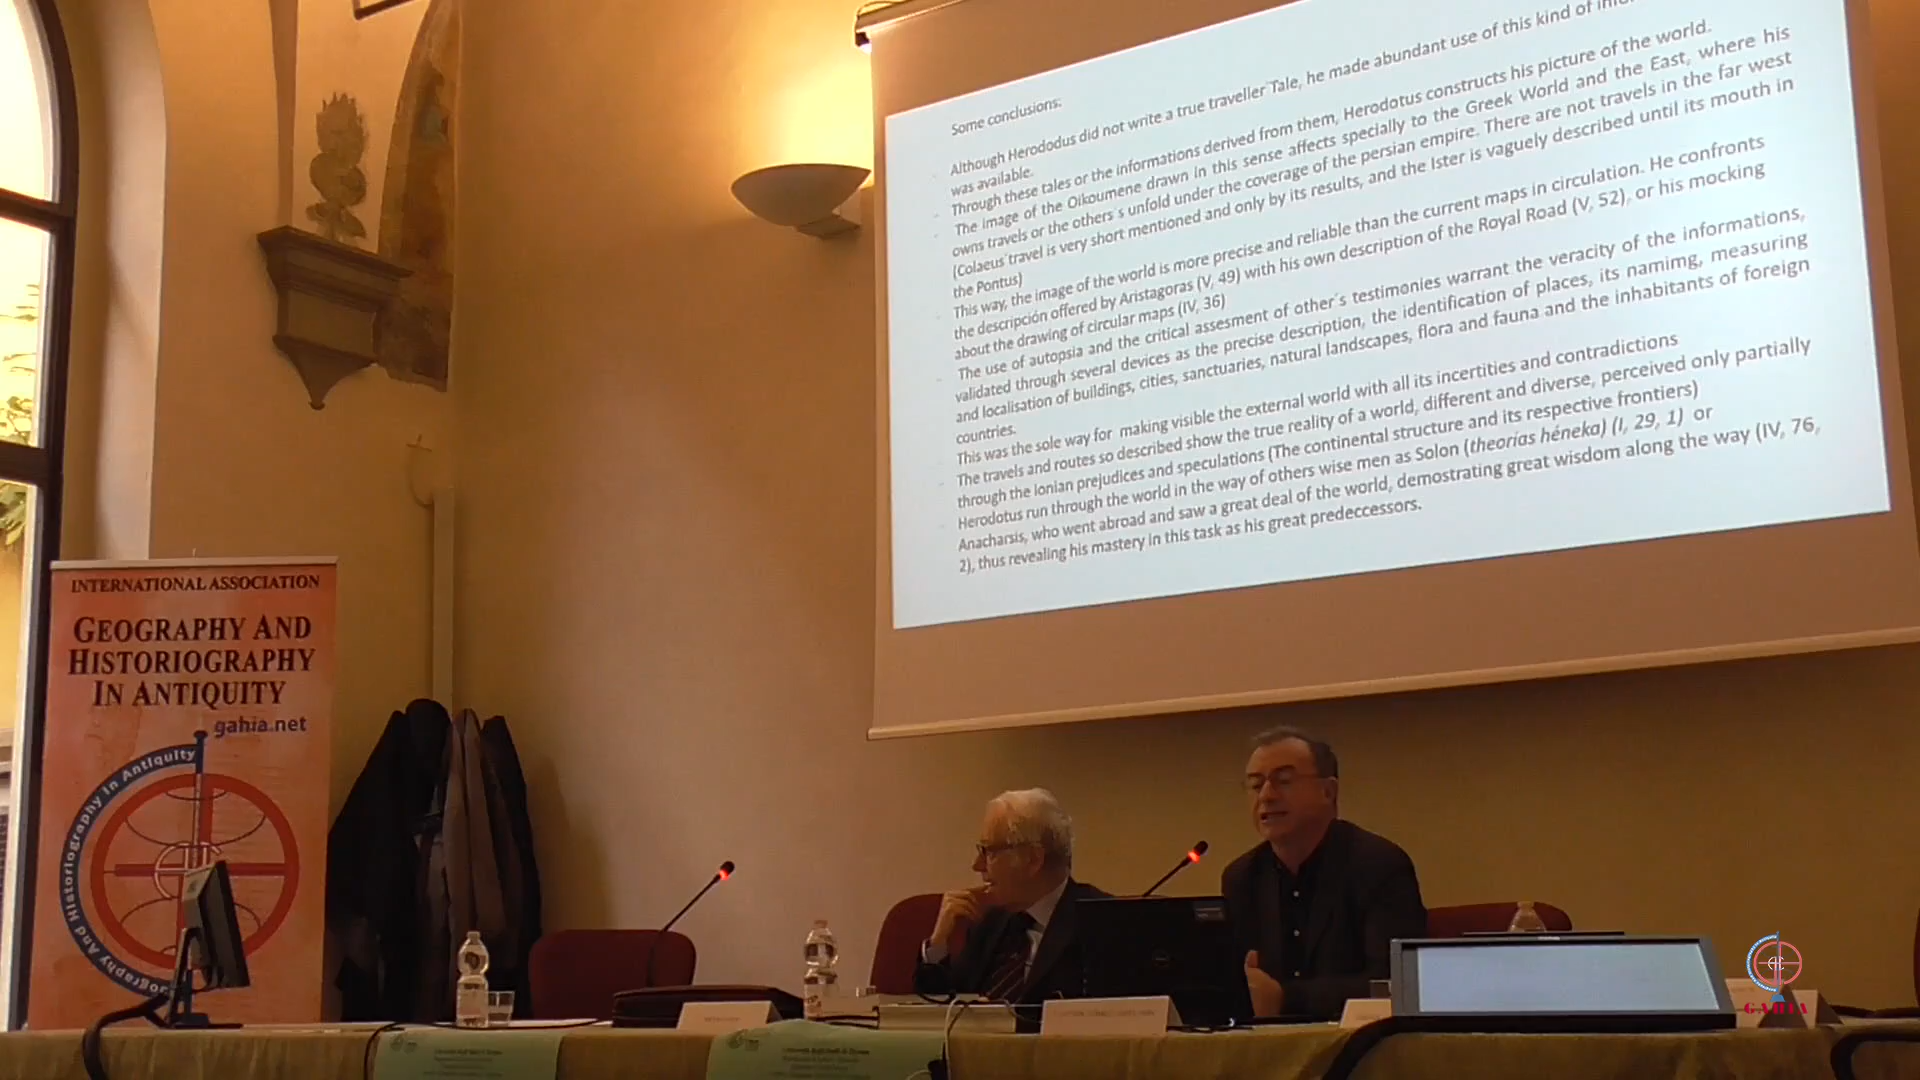 Some conclusions:
Although Herododus did not write a true traveller Tale, he made abundant use of this kind of
was available.
Through these tales or the informations derived from them, Herodotus constructs his picture of the world.
The image of the Oikoumene drawn in this sense affects specially to the Greek World and the East, where his
owns travels or the others´s unfold under the coverage of the persian empire. There are not travels in the far west
(Colaeus´travel is very short mentioned and only by its results, and the Ister is vaguely described until its mouth in
the Pontus)
This way, the image of the world is more precise and reliable than the current maps in circulation. He confronts
the descripción offered by Aristagoras (V, 49) with his own description of the Royal Road (V, 52), or his mocking
about the drawing of circular maps (IV, 36)
The use of autopsia and the critical assesment of other´s testimonies warrant the veracity of the informations,
validated through several devices as the precise description, the identification of places, its namimg, measuring
and localisation of buildings, cities, sanctuaries, natural landscapes, flora and fauna and the inhabitants of foreign
countries.
This was the sole way for making visible the external world with all its incertities and contradictions
The travels and routes so described show the true reality of a world, different and diverse, perceived only partially
through the Ionian prejudices and speculations (The continental structure and its respective frontiers)
Herodotus run through the world in the way of others wise men as Solon (theorías héneka) (I, 29, 1) or
Anacharsis, who went abroad and saw a great deal of the world, demostrating great wisdom along the way (IV, 76,
2), thus revealing his mastery in this task as his great predeccessors.
INTERNATIONAL ASSOCIATION
GEOGRAPHY AND
HISTORIOGRAPHY
IN ANTIQUITY
gahia.net
And Historiography In Antiquity
GAHIA